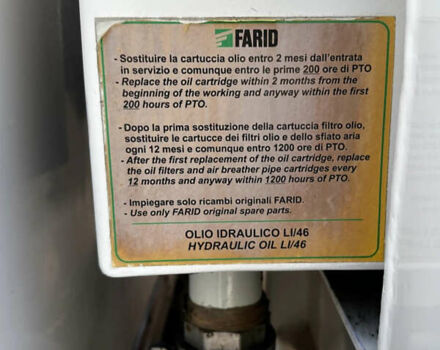 FARID
- Sostituire la cartuccia olio entro 2 mesi dall'entrata
in servizio e comunque entro le prime 200 ore di PTO
- Replace the oil cartridge within 2 months from the
beginning of the working and anyway within the first
200 hours of PTO.
- Dopo la prima sostituzione della cartuccia filtro olio,
sostituire le cartucce dei filtri olio e dello sfiato aria
ogni 12 mesi e comunque entro 1200 ore di PTO.
- After the first replacement of the oil cartridge, replace
the oil filters and air breather pipe cartridges every
12 months and anyway within 1200 hours of PTO.
- Impiegare solo ricambi originali FARID.
- Use only FARID original spare parts.
OLIO IDRAULICO LI/46
HYDRAULIC OIL LI/46